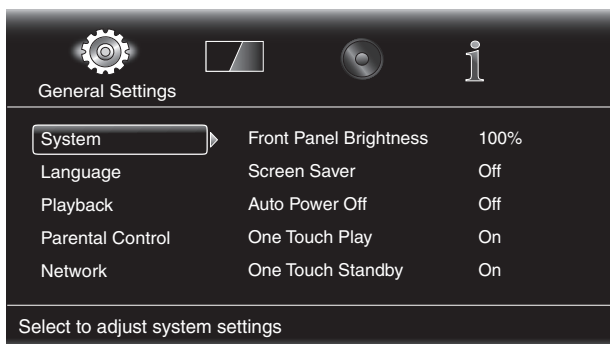 General Settings
System Front Panel Brightness 100%
Language Screen Saver Off
Playback Auto Power Off Off
Parental Control One Touch Play On
Network One Touch Standby On
Select to adjust system settings